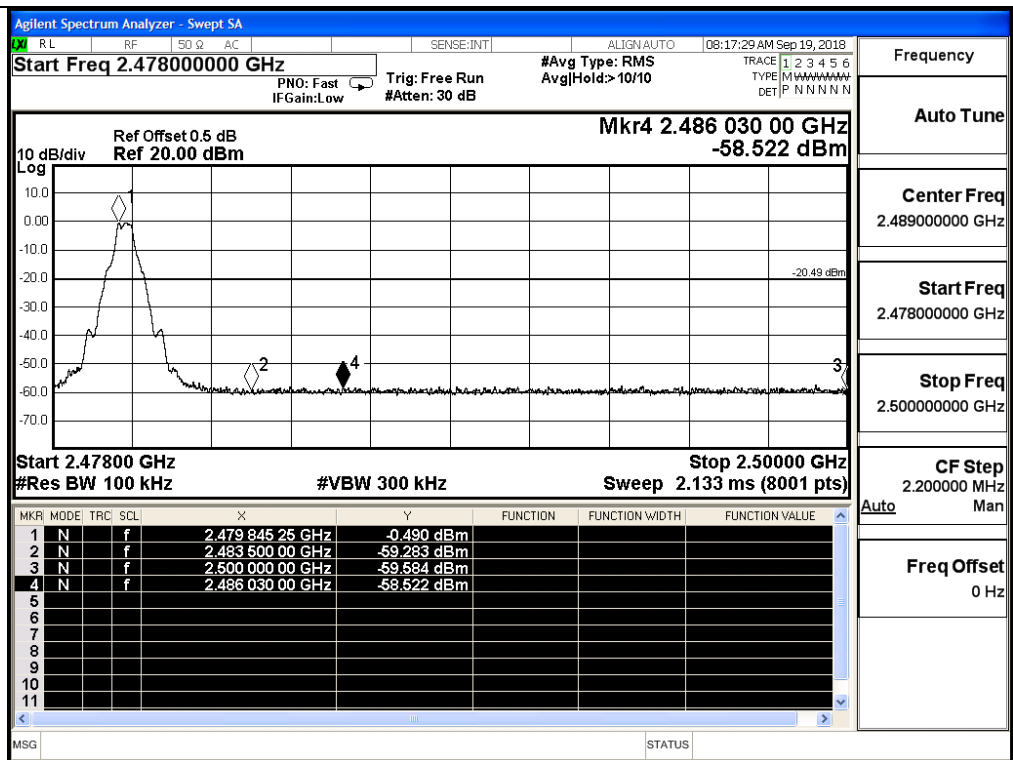 Agilent Spectrum Analyzer - Swept SA
LXI RL RF 50 Ω AC SENSE:INT ALIGN AUTO 08:17:29 AM Sep 19, 2018
Start Freq 2.478000000 GHz
PNO: Fast
IFGain:Low
Trig: Free Run
#Atten: 30 dB
#Avg Type: RMS
Avg|Hold:>10/10
TRACE 1 2 3 4 5 6
TYPE M WWWWW
DET P N N N N N
Ref Offset 0.5 dB
10 dB/div Ref 20.00 dBm
Log
Mkr4 2.486 030 00 GHz
-58.522 dBm
10.0
0.00
-10.0
-20.0
-30.0
-40.0
-50.0
-60.0
-70.0
1
-20.49 dBm
2
4
3
Start 2.47800 GHz Stop 2.50000 GHz
#Res BW 100 kHz #VBW 300 kHz Sweep 2.133 ms (8001 pts)
MKR MODE TRC SCL X Y FUNCTION FUNCTION WIDTH FUNCTION VALUE
1 N f 2.479 845 25 GHz -0.490 dBm
2 N f 2.483 500 00 GHz -59.283 dBm
3 N f 2.500 000 00 GHz -59.584 dBm
4 N f 2.486 030 00 GHz -58.522 dBm
5
6
7
8
9
10
11
MSG STATUS
Frequency
Auto Tune
Center Freq
2.489000000 GHz
Start Freq
2.478000000 GHz
Stop Freq
2.500000000 GHz
CF Step
2.200000 MHz
Auto Man
Freq Offset
0 Hz